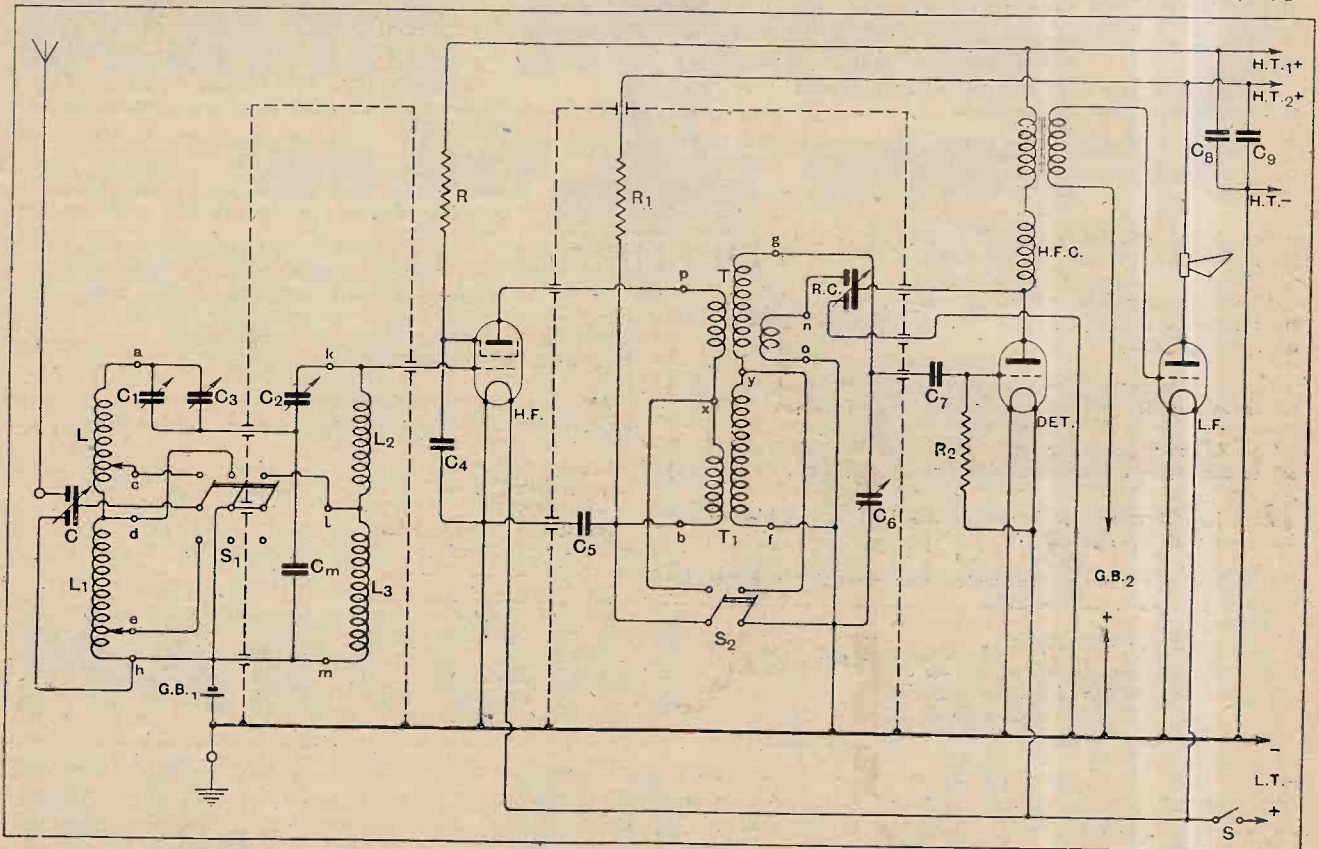 H.T.1+
H.T.2+
C8
C9
H.T.-
R
R1
g
T
H.F.C.
p
R.C.
n
o
a
k
C1
C3
C2
y
C7
H.F.
x
DET.
L.F.
L
L2
R2
C4
c
C
d
l
C5
b
T1
f
C6
S1
Cm
L1
L3
G.B.2
e
S2
+
h
m
G.B.1
-
L.T.
+
S